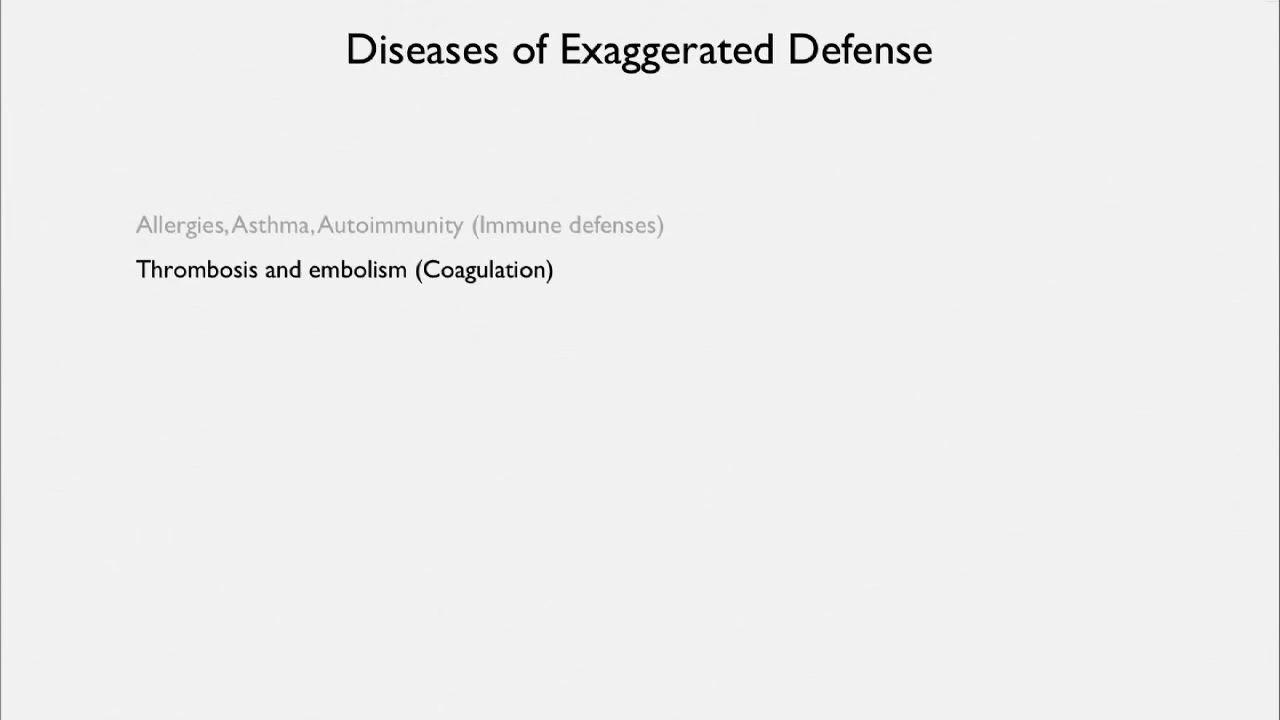 Diseases of Exaggerated Defense
Allergies, Asthma, Autoimmunity (Immune defenses)
Thrombosis and embolism (Coagulation)